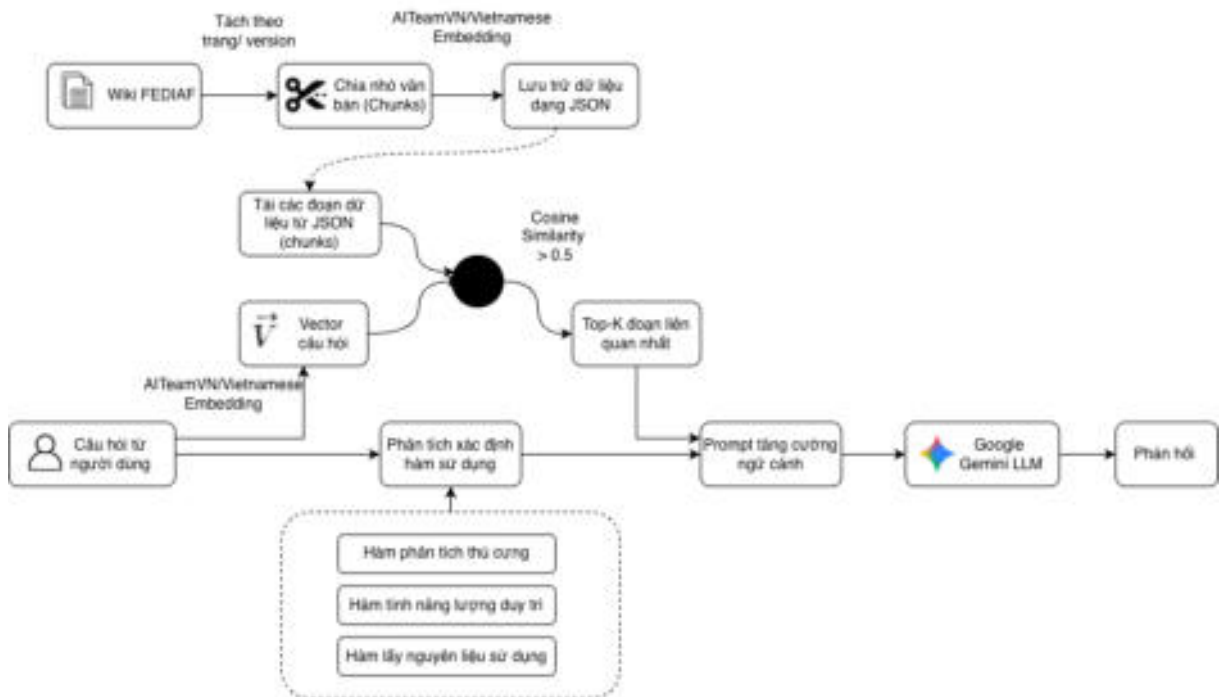 Tách theo
trang/ version
AITeamVN/Vietnamese
Embedding
Wiki FEDIAF
Chia nhỏ văn
bản (Chunks)
Lưu trữ dữ liệu
dạng JSON
Tải các đoạn dữ
liệu từ JSON
(chunks)
Cosine
Similarity
> 0.5
V
Vector
câu hỏi
Top-K đoạn liên
quan nhất
AITeamVN/Vietnamese
Embedding
Câu hỏi từ
người dùng
Phân tích xác định
hàm sử dụng
Prompt tăng cường
ngữ cảnh
Google
Gemini LLM
Phản hồi
Hàm phân tích thú cưng
Hàm tính năng lượng duy trì
Hàm lấy nguyên liệu sử dụng